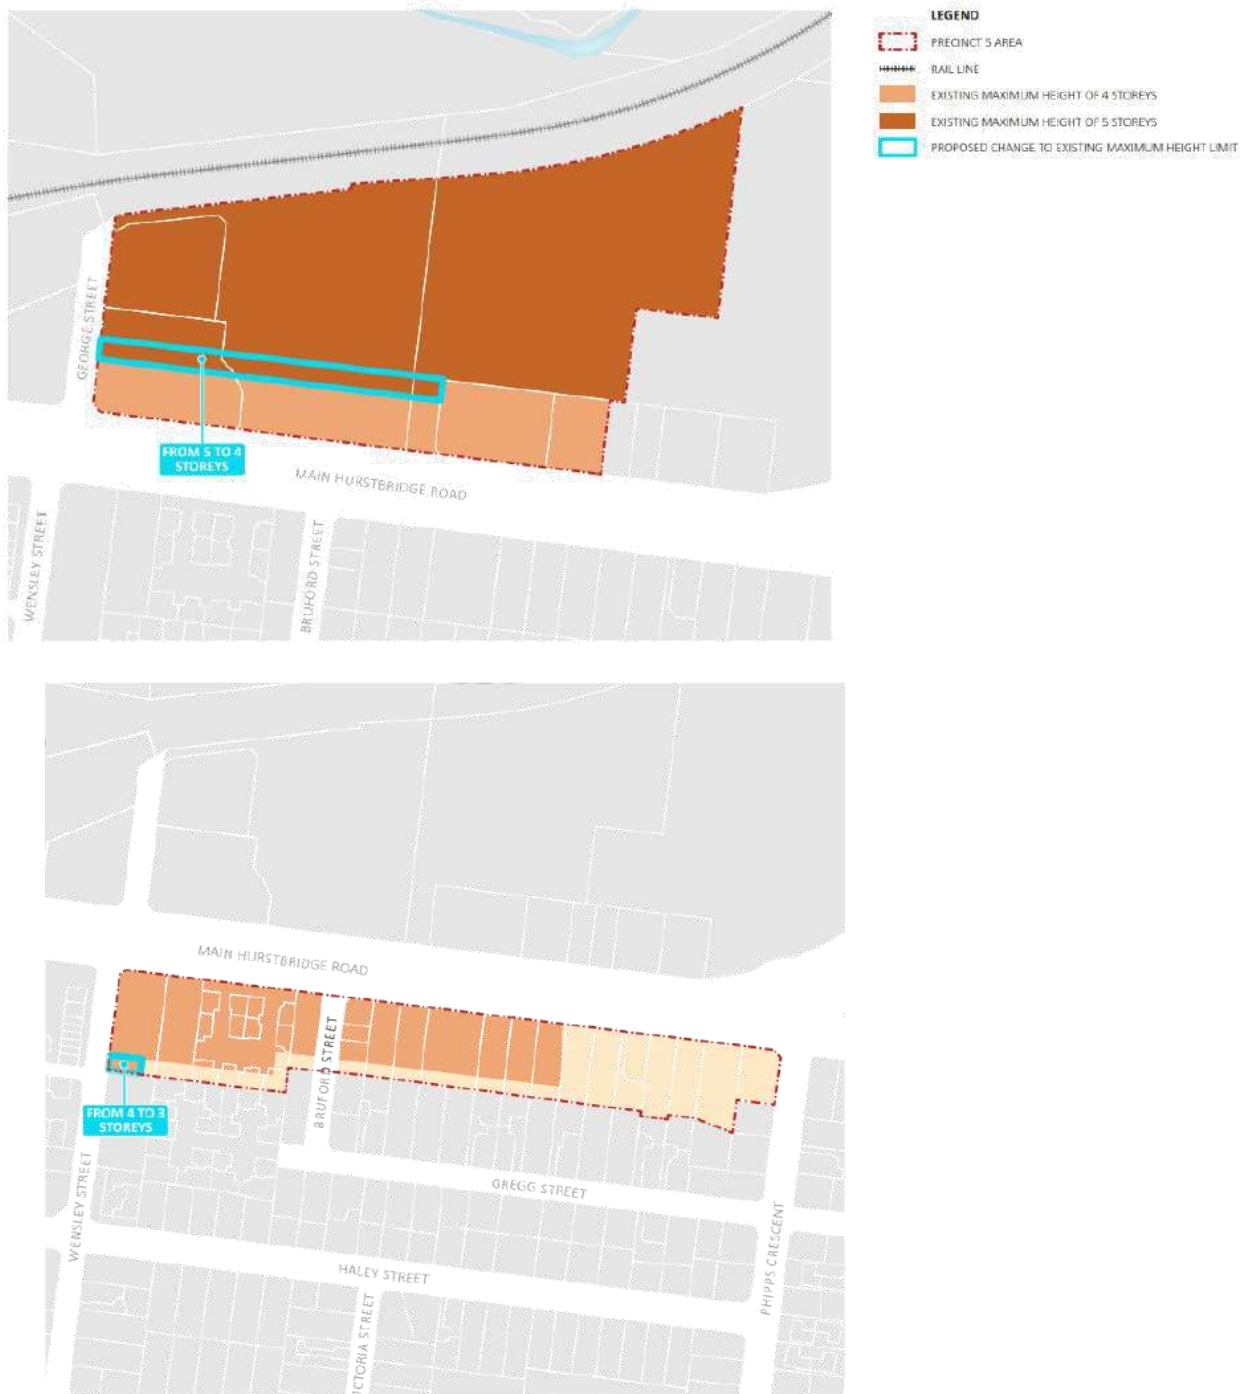 LEGEND
PRECINCT 5 AREA
RAIL LINE
EXISTING MAXIMUM HEIGHT OF 4 STOREYS
EXISTING MAXIMUM HEIGHT OF 5 STOREYS
PROPOSED CHANGE TO EXISTING MAXIMUM HEIGHT LIMIT
GEORGE STREET
FROM 5 TO 4
STOREYS
MAIN HURSTBRIDGE ROAD
WENSLEY STREET
BRUFORD STREET
MAIN HURSTBRIDGE ROAD
BRUFORD STREET
FROM 4 TO 3
STOREYS
WENSLEY STREET
GREGG STREET
PHIPPS CRESCENT
HALEY STREET
ICTORIA STREET